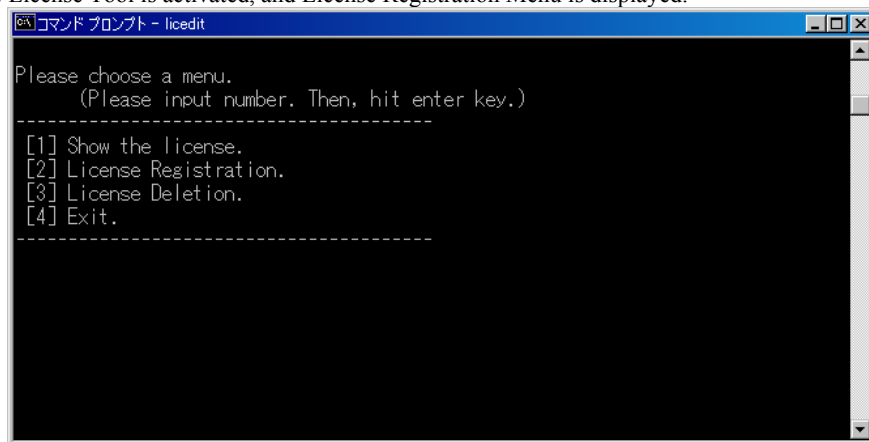 License Tool is activated, and License Registration Menu is displayed.
コマンド プロンプト - licedit
Please choose a menu.
(Please input number. Then, hit enter key.)
----------------------------------------
[1] Show the license.
[2] License Registration.
[3] License Deletion.
[4] Exit.
----------------------------------------